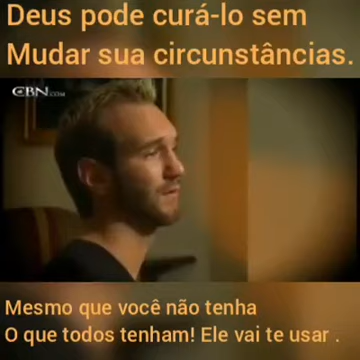 Deus pode curá-lo sem
Mudar sua circunstâncias.
CBN.COM
Mesmo que você não tenha
O que todos tenham! Ele vai te usar .